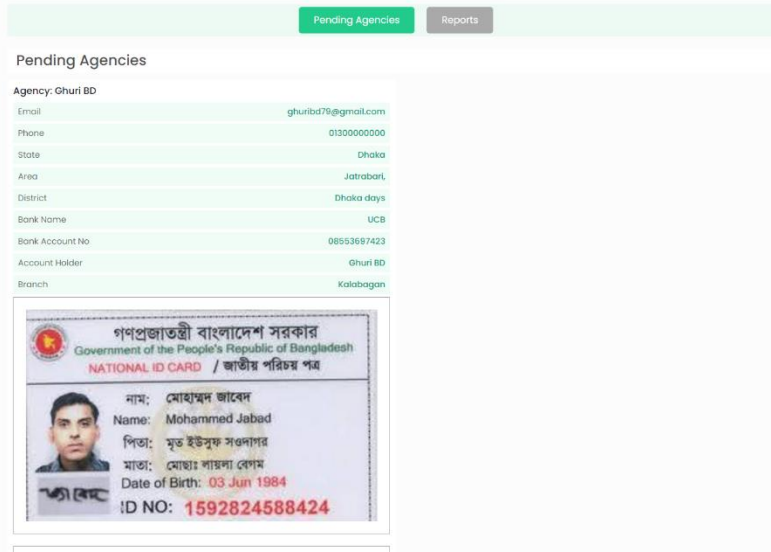 Pending Agencies Reports
Pending Agencies
Agency: Ghuri BD
Email ghuribd79@gmail.com
Phone 01300000000
State Dhaka
Area Jatrabari,
District Dhaka days
Bank Name UCB
Bank Account No 08553697423
Account Holder Ghuri BD
Branch Kalabagan
গণপ্রজাতন্ত্রী বাংলাদেশ সরকার
Government of the People's Republic of Bangladesh
NATIONAL ID CARD / জাতীয় পরিচয় পত্র
নাম: মোহাম্মদ জাবেদ
Name: Mohammed Jabad
পিতা: মৃত ইউসুফ সওদাগর
মাতা: মোছাঃ লায়লা বেগম
Date of Birth: 03 Jun 1984
ID NO: 1592824588424